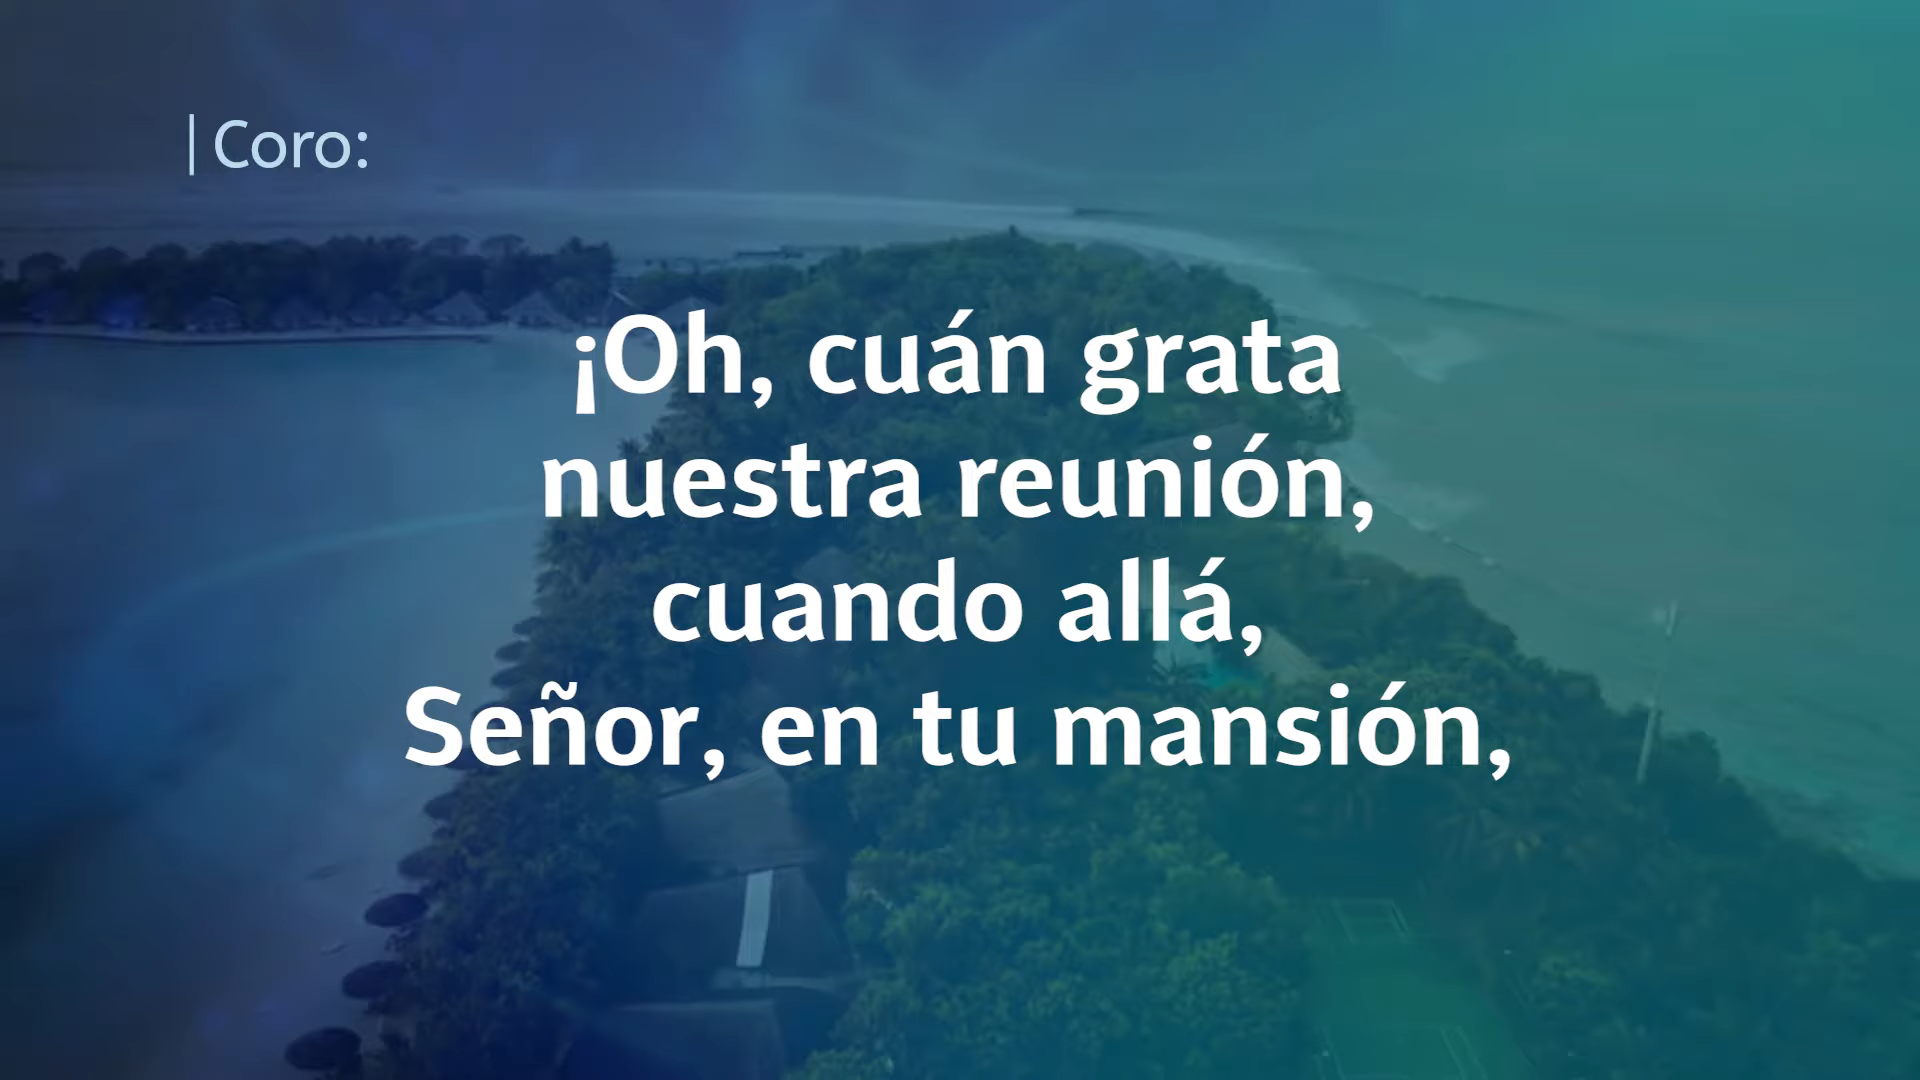 Coro:
¡Oh, cuán grata
nuestra reunión,
cuando allá,
Señor, en tu mansión,